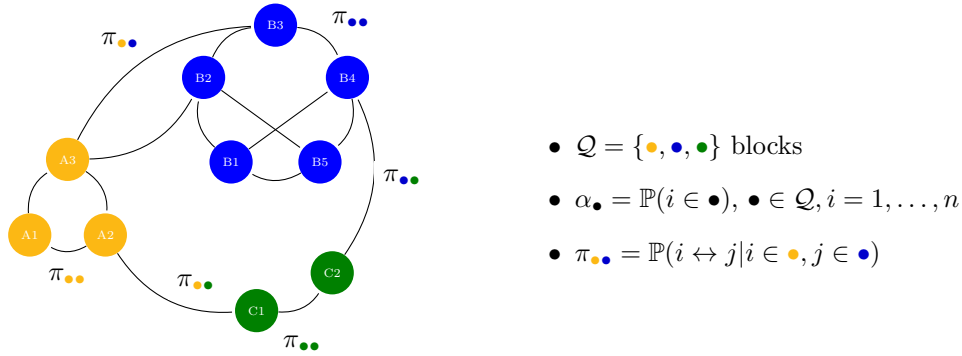 B3
π••
π••
B2
B4
A3
B1
B5
π••
A1
A2
π••
π••
C2
C1
π••
• 𝒬 = {•, •, •} blocks
• α• = ℙ(i ∈ •), • ∈ 𝒬, i = 1, . . . , n
• π•• = ℙ(i ↔ j|i ∈ •, j ∈ •)